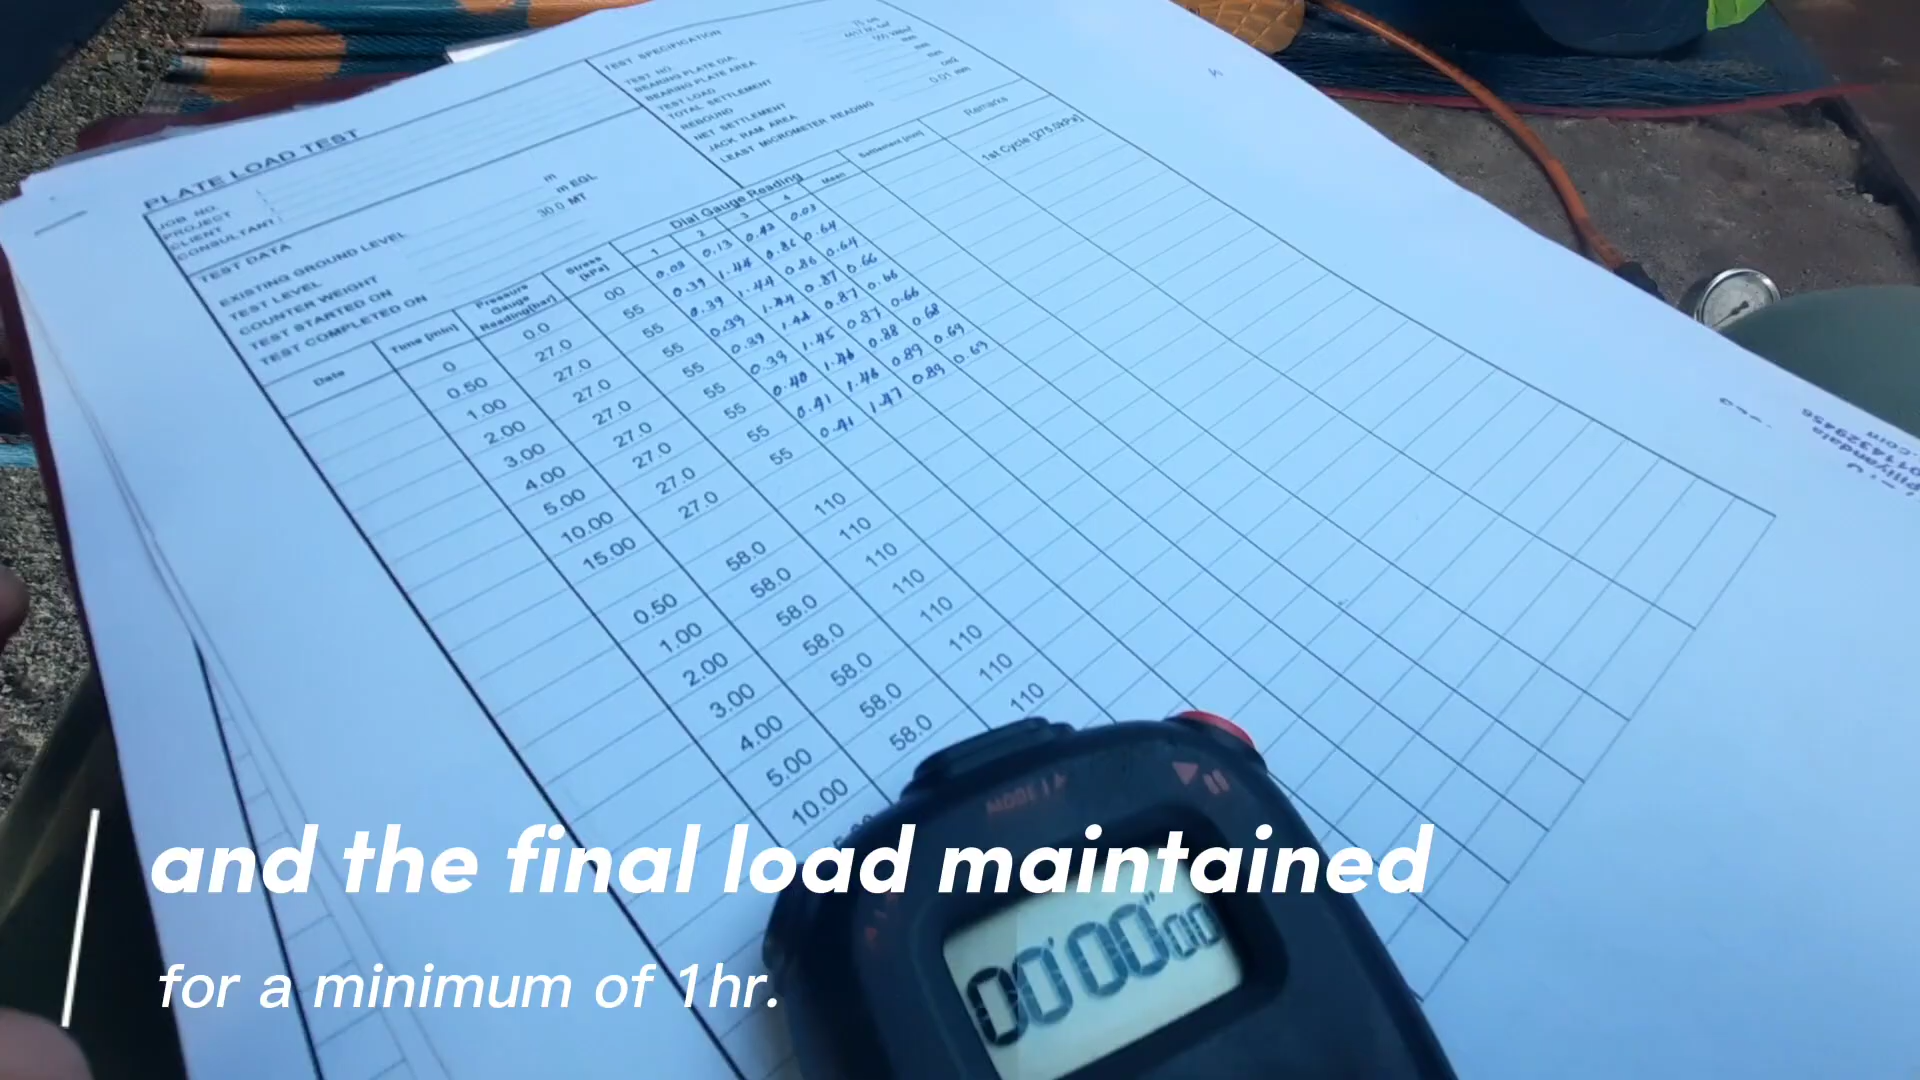 PLATE LOAD TEST
JOB NO. :
PROJECT :
CLIENT :
CONSULTANT :
TEST SPECIFICATION
TEST NO.
BEARING PLATE DIA.
BEARING PLATE AREA
TEST LOAD
TOTAL SETTLEMENT mm
REBOUND mm
NET SETTLEMENT mm
JACK RAM AREA cm2
LEAST MICROMETER READING 0.01 mm
TEST DATA
EXISTING GROUND LEVEL m
TEST LEVEL m EGL
COUNTER WEIGHT 30.0 MT
TEST STARTED ON
TEST COMPLETED ON
Date Time [min] Pressure Gauge Reading[bar] Stress [kPa] Dial Gauge Reading Settlement [mm] Remarks
1 2 3 4 Mean
1st Cycle [275.0kPa]
0 0.0 00 0.03 0.13 0.43 0.03
0.50 27.0 55 0.39 1.44 0.86 0.64
1.00 27.0 55 0.39 1.44 0.86 0.64
2.00 27.0 55 0.39 1.44 0.87 0.66
3.00 27.0 55 0.39 1.44 0.87 0.66
4.00 27.0 55 0.39 1.45 0.87 0.66
5.00 27.0 55 0.40 1.46 0.88 0.68
10.00 27.0 55 0.41 1.46 0.89 0.69
15.00 27.0 55 0.41 1.47 0.89 0.69
0.50 58.0 110
1.00 58.0 110
2.00 58.0 110
3.00 58.0 110
4.00 58.0 110
5.00 58.0 110
10.00 58.0 110
110
MODE
00'00"00
and the final load maintained
for a minimum of 1hr.